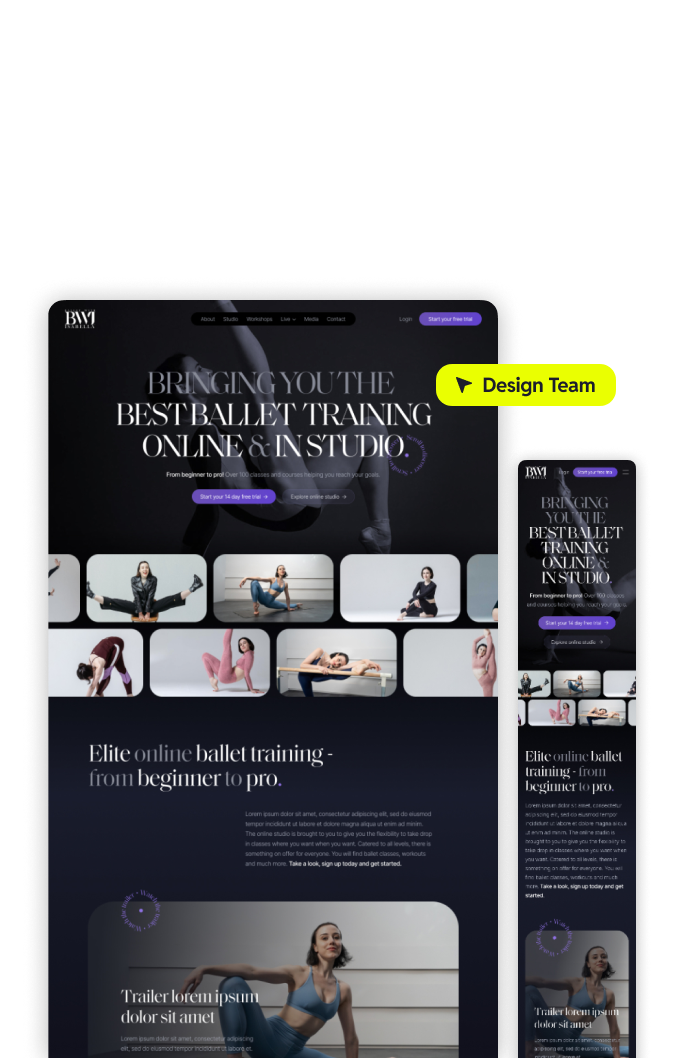 BWI
ISABELLA
About Studio Workshops Live Media Contact
Login
Start your free trial
BRINGING YOU THE
BEST BALLET TRAINING
ONLINE & IN STUDIO.
From beginner to pro! Over 100 classes and courses helping you reach your goals.
Start your 14 day free trial →
Explore online studio →
Design Team
Elite online ballet training -
from beginner to pro.
Lorem ipsum dolor sit amet, consectetur adipiscing elit, sed do eiusmod
tempor incididunt ut labore et dolore magna aliqua ut enim ad minim.
The online studio is brought to you to give you the flexibility to take drop
in classes where you want when you want. Catered to all levels, there is
something on offer for everyone. You will find ballet classes, workouts
and much more. Take a look, sign up today and get started.
Trailer lorem ipsum
dolor sit amet
Lorem ipsum dolor sit amet, consectetur adipiscing
elit, sed do eiusmod tempor incididunt ut labore et
BWI
ISABELLA
Login
Start your free trial
BRINGING
YOU THE
BEST BALLET
TRAINING
ONLINE &
IN STUDIO.
From beginner to pro! Over 100 classes
and courses helping you reach your goals.
Start your 14 day free trial →
Explore online studio →
Elite online ballet
training - from
beginner to pro.
Lorem ipsum dolor sit amet, consectetur
adipiscing elit, sed do eiusmod tempor
incididunt ut labore et dolore magna aliqua
ut enim ad minim. The online studio is
brought to you to give you the flexibility to
take drop in classes where you want when
you want. Catered to all levels, there is
something on offer for everyone. You will
find ballet classes, workouts and much
more. Take a look, sign up today and get
started.
Trailer lorem ipsum
dolor sit amet
Lorem ipsum dolor sit amet, consectetur
adipiscing elit, sed do eiusmod tempor